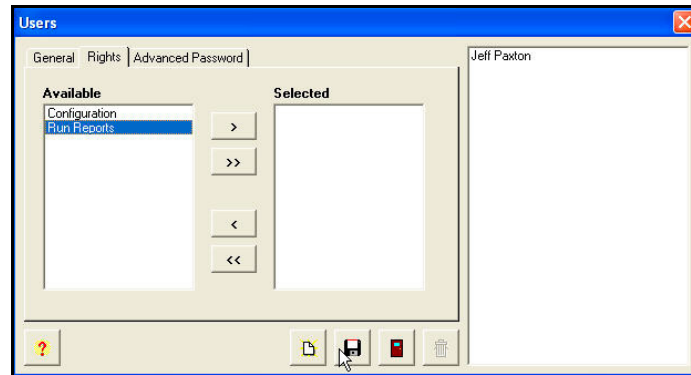 Users
General Rights Advanced Password
Jeff Paxton
Available Selected
Configuration
Run Reports
>
>>
<
<<
?